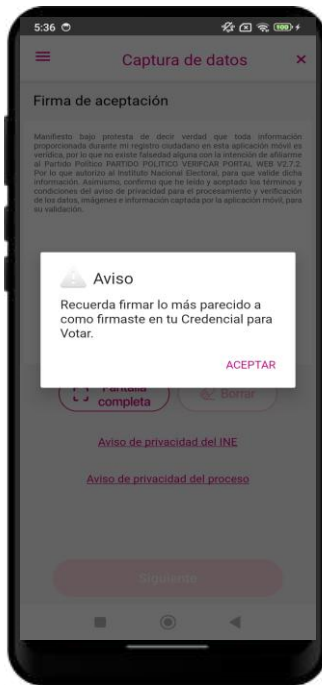 5:36
100
Captura de datos ×
Firma de aceptación
Manifiesto bajo protesta de decir verdad que toda información
proporcionada durante mi registro ciudadano en esta aplicación móvil es
verídica, por lo que no existe falsedad alguna con la intención de afiliarme
al Partido Político PARTIDO POLITICO VERIFCAR PORTAL WEB V2.7.2.
Por lo que autorizo al Instituto Nacional Electoral, para que valide dicha
información. Asimismo, confirmo que he leído y aceptado los términos y
condiciones del aviso de privacidad para el procesamiento y verificación
de los datos, imágenes e información captada por la aplicación móvil, para
su validación.
Aviso
Recuerda firmar lo más parecido a
como firmaste en tu Credencial para
Votar.
ACEPTAR
Pantalla
completa
Borrar
Aviso de privacidad del INE
Aviso de privacidad del proceso
Siguiente